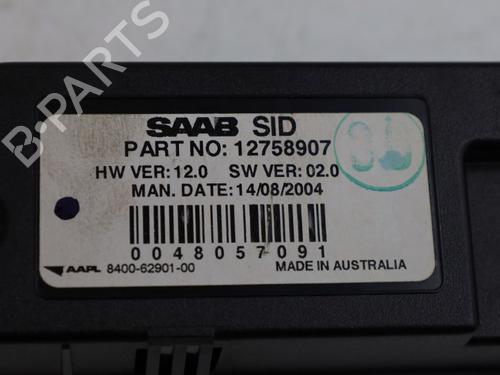 SAAB SID
PART NO: 12758907
HW VER: 12.0 SW VER: 02.0
MAN. DATE: 14/08/2004
0048057091
AAPL 8400-62901-00 MADE IN AUSTRALIA